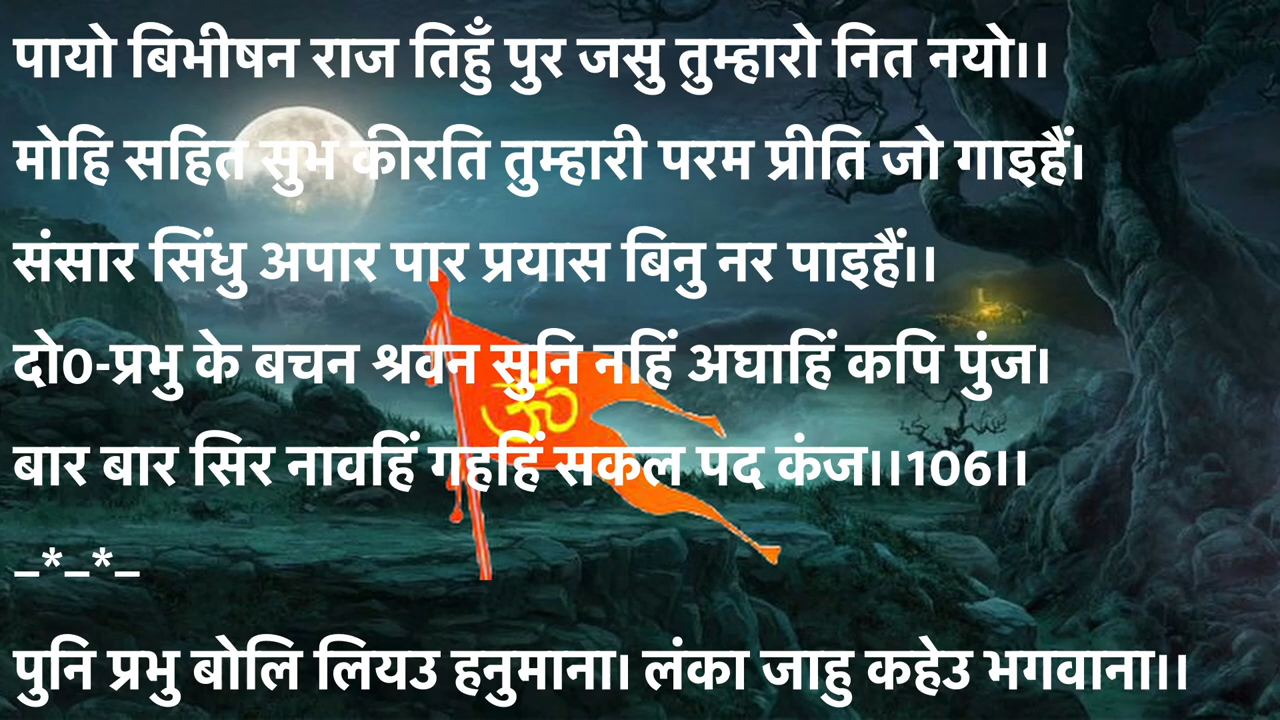 पायो बिभीषन राज तिहुँ पुर जसु तुम्हारो नित नयो।।
मोहि सहित सुभ कीरति तुम्हारी परम प्रीति जो गाइहैं।
संसार सिंधु अपार पार प्रयास बिनु नर पाइहैं।।
दो0-प्रभु के बचन श्रवन सुनि नहिं अघाहिं कपि पुंज।
बार बार सिर नावहिं गहहिं सकल पद कंज।।106।।
_*_*_
पुनि प्रभु बोलि लियउ हनुमाना। लंका जाहु कहेउ भगवाना।।
ॐ